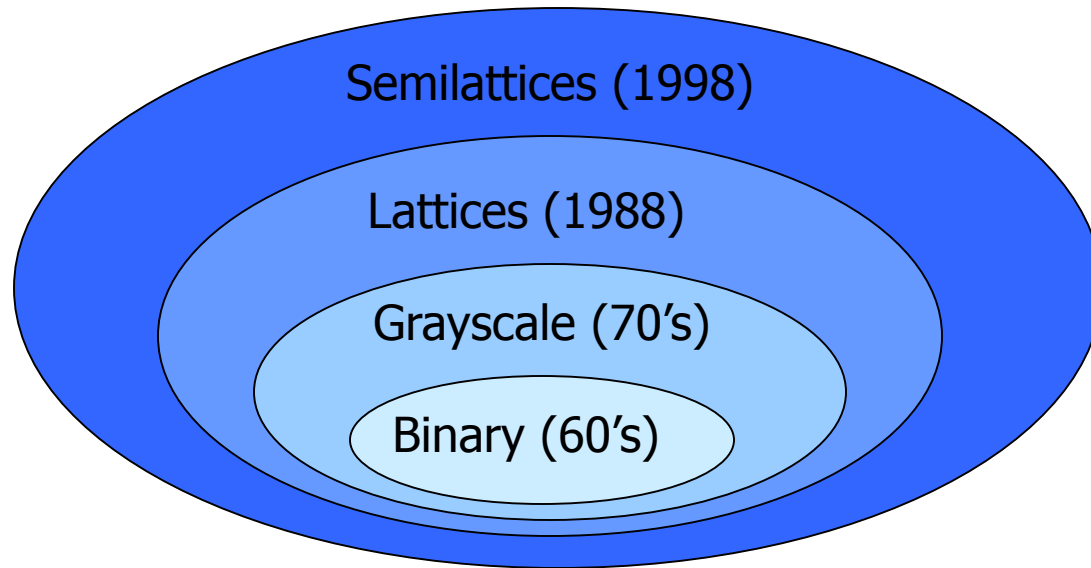 Semilattices (1998)
Lattices (1988)
Grayscale (70’s)
Binary (60’s)